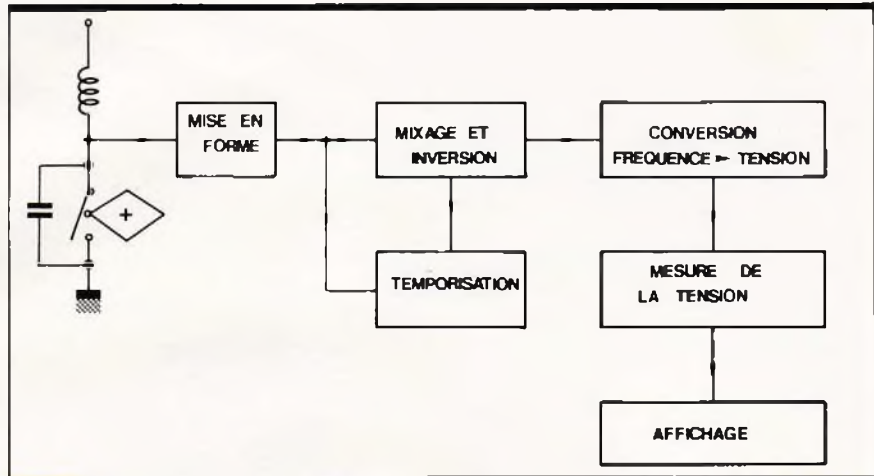 MISE EN
FORME
MIXAGE ET
INVERSION
CONVERSION
FREQUENCE ► TENSION
TEMPORISATION
MESURE DE
LA TENSION
AFFICHAGE